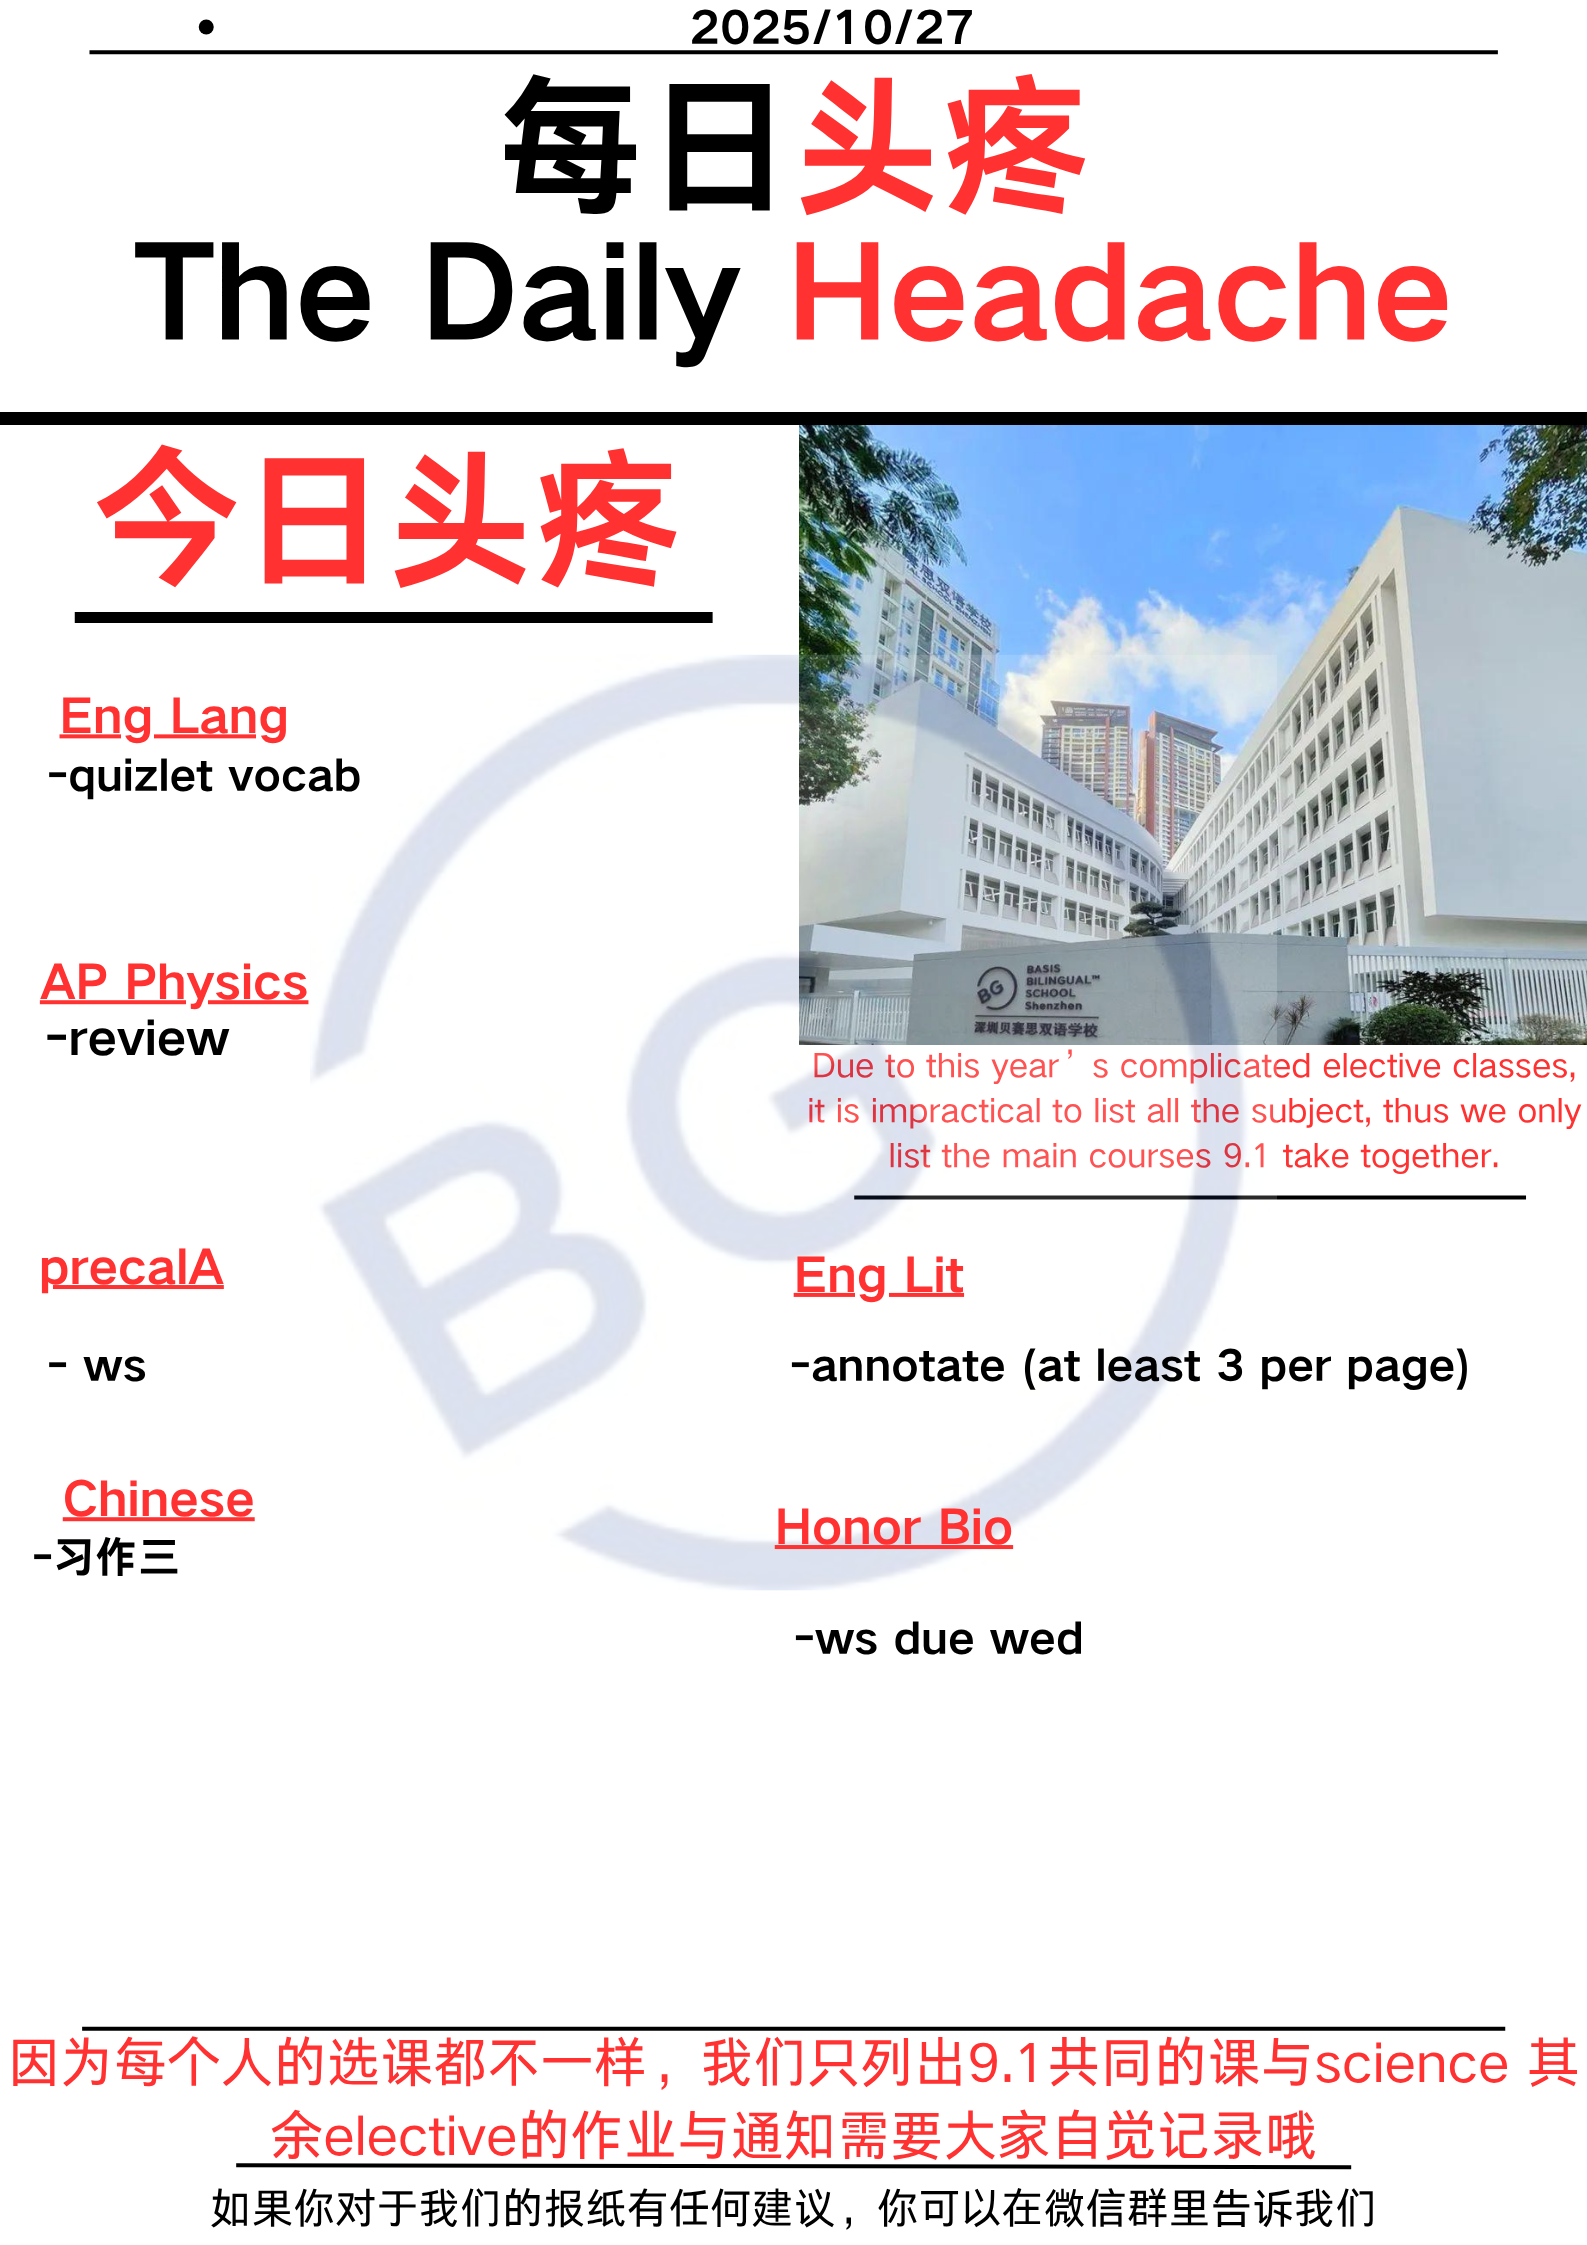 2025/10/27
每日头疼
The Daily Headache
今日头疼
Eng Lang
-quizlet vocab
AP Physics
-review
precalA
- ws
Chinese
-习作三
思双语学校
BG
BASIS
BILINGUAL™
SCHOOL
Shenzhen
深圳贝赛思双语学校
Due to this year’s complicated elective classes,
it is impractical to list all the subject, thus we only
list the main courses 9.1 take together.
Eng Lit
-annotate (at least 3 per page)
Honor Bio
-ws due wed
BG
因为每个人的选课都不一样，我们只列出9.1共同的课与science 其
余elective的作业与通知需要大家自觉记录哦
如果你对于我们的报纸有任何建议，你可以在微信群里告诉我们